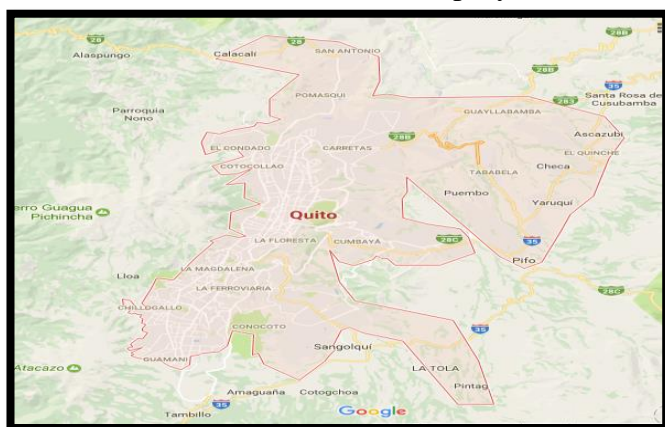 28
28
28B
Alaspungo
Calacalí
SAN ANTONIO
35
28B
Santa Rosa de
Cusubamba
POMASQUI
283
Parroquia
Nono
GUAYLLABAMBA
28B
Ascazubi
EL CONDADO
CARRETAS
EL QUINCHE
COTOCOLLAO
Checa
TABABELA
Puembo
Yaruquí
erro Guagua
Pichincha
Quito
LA FLORESTA
CUMBAYÁ
28C
35
Pifo
Lloa
LA MAGDALENA
LA FERROVIARIA
28C
CHILLOGALLO
CONOCOTO
35
GUAMANI
Sangolquí
LA TOLA
Atacazo
Pintag
Amaguaña
Cotogchoa
35
Tambillo
Google